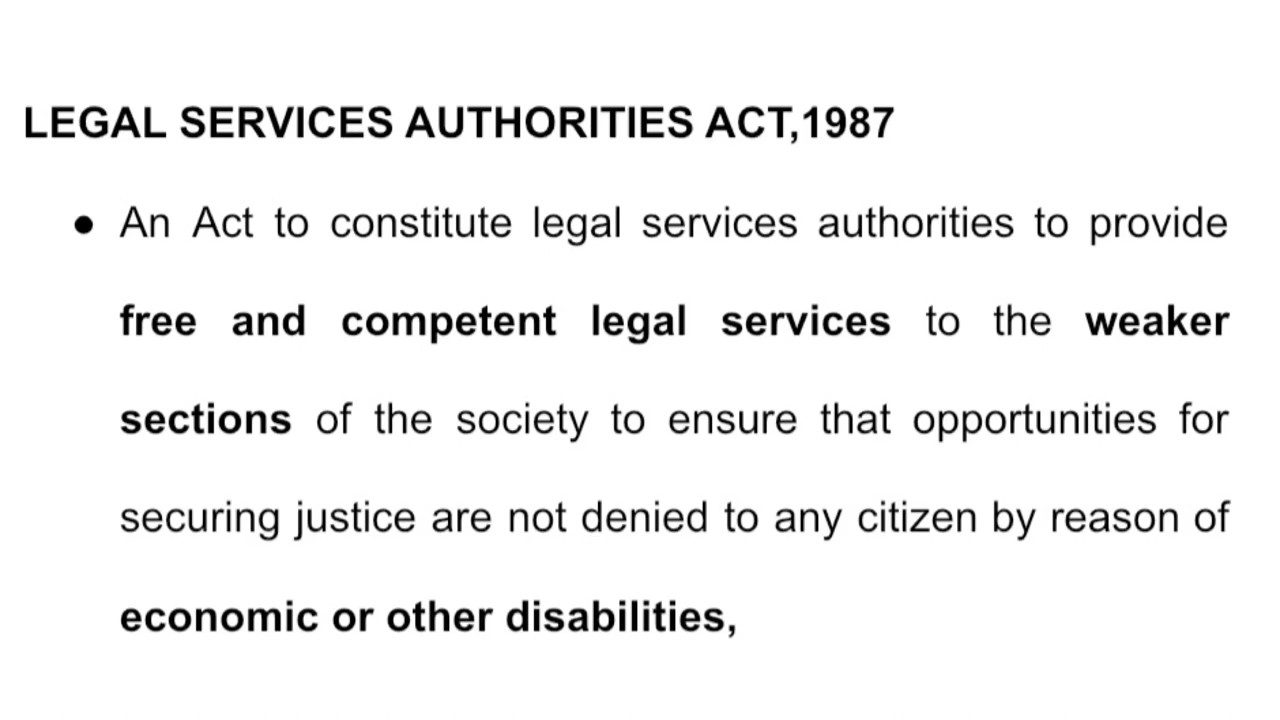 LEGAL SERVICES AUTHORITIES ACT,1987
● An Act to constitute legal services authorities to provide
free and competent legal services to the weaker
sections of the society to ensure that opportunities for
securing justice are not denied to any citizen by reason of
economic or other disabilities,